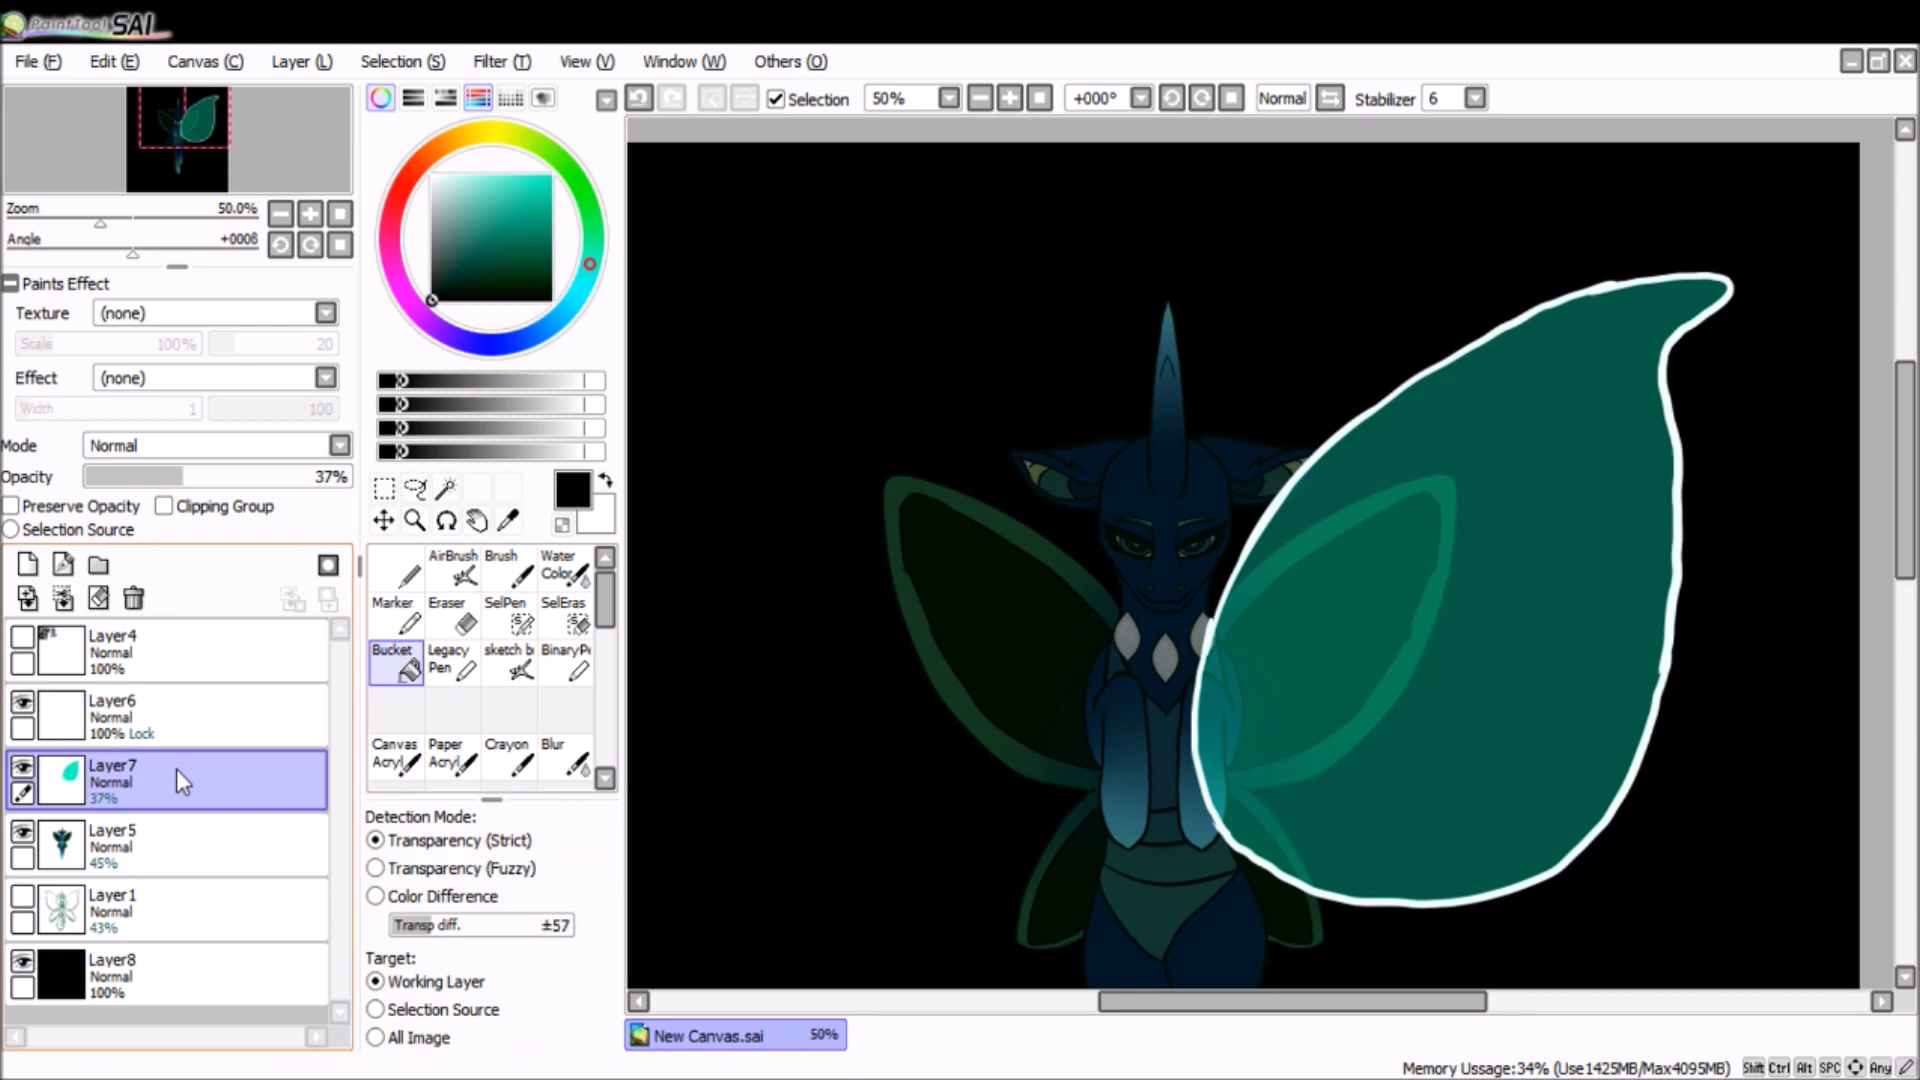 PaintTool SAI
File (F) Edit (E) Canvas (C) Layer (L) Selection (S) Filter (T) View (V) Window (W) Others (O)
Selection 50% +000° Normal Stabilizer 6
Zoom 50.0%
Angle +000§
Paints Effect
Texture (none)
Scale 100% 20
Effect (none)
Width 1 100
Mode Normal
Opacity 37%
Preserve Opacity Clipping Group
Selection Source
Layer4
Normal
100%
Layer6
Normal
100% Lock
Layer7
Normal
37%
Layer5
Normal
45%
Layer1
Normal
43%
Layer8
Normal
100%
AirBrush Brush Water Color
Marker Eraser SelPen SelEras
Bucket Legacy Pen sketch b BinaryPe
Canvas Acryl Paper Acryl Crayon Blur
Detection Mode:
Transparency (Strict)
Transparency (Fuzzy)
Color Difference
Transp diff. ±57
Target:
Working Layer
Selection Source
All Image
New Canvas.sai 50%
Memory Ussage:34% (Use1425MB/Max4095MB) Shift Ctrl Alt SPC Any